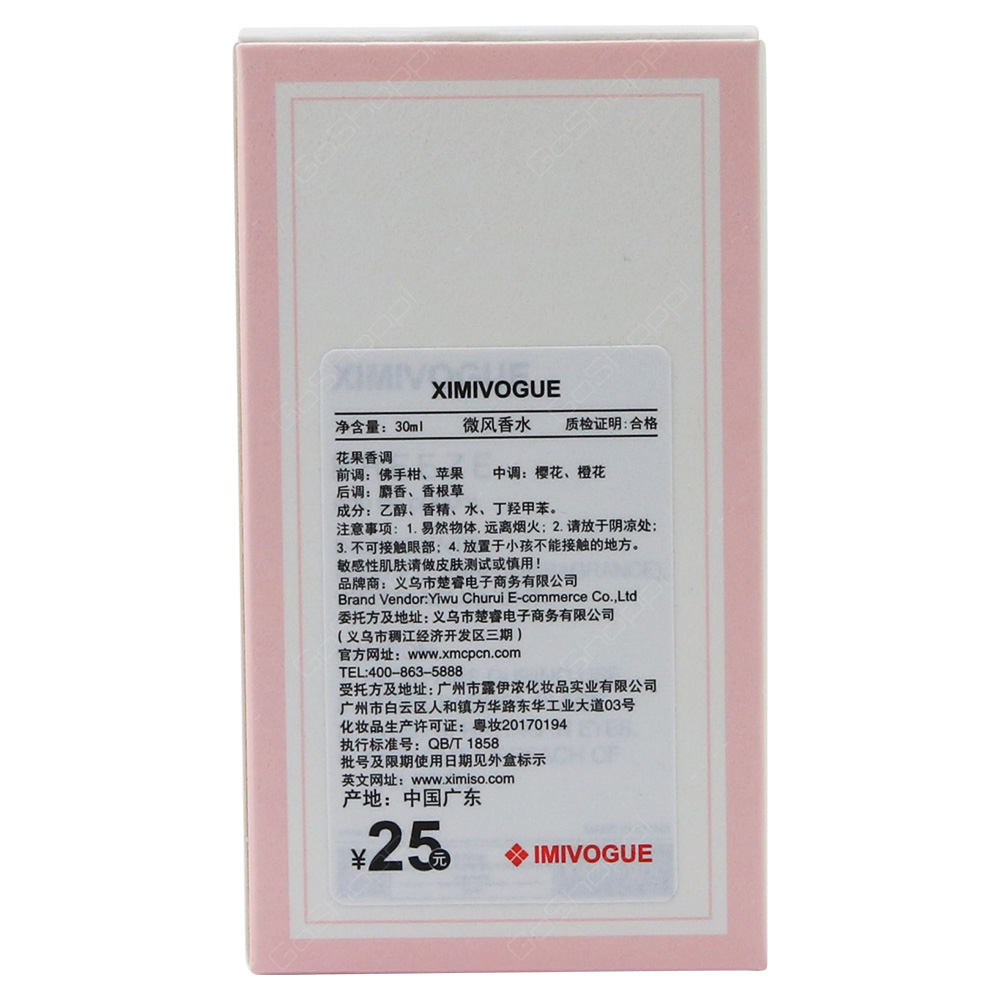 XIMIVOGUE
净含量：30ml 微风香水 质检证明:合格
花果香调
前调：佛手柑、苹果 中调：樱花、橙花
后调：麝香、香根草
成分：乙醇、香精、水、丁羟甲苯。
注意事项：1.易然物体,远离烟火；2.请放于阴凉处；
3.不可接触眼部；4.放置于小孩不能接触的地方。
敏感性肌肤请做皮肤测试或慎用！
品牌商：义乌市楚睿电子商务有限公司
Brand Vendor:Yiwu Churui E-commerce Co.,Ltd
委托方及地址：义乌市楚睿电子商务有限公司
(义乌市稠江经济开发区三期)
官方网址：www.xmcpcn.com
TEL:400-863-5888
受托方及地址：广州市露伊浓化妆品实业有限公司
广州市白云区人和镇方华路东华工业大道03号
化妆品生产许可证：粤妆20170194
执行标准号：QB/T 1858
批号及限期使用日期见外盒标示
英文网址：www.ximiso.com
产地：中国广东
¥25元
IMIVOGUE